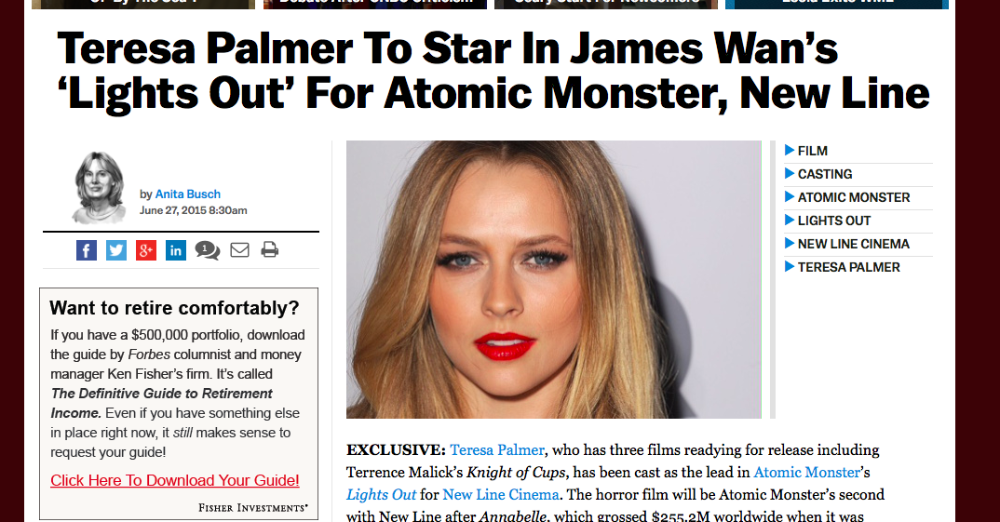 Teresa Palmer To Star In James Wan’s
‘Lights Out’ For Atomic Monster, New Line
by Anita Busch
June 27, 2015 8:30am
f
g+
in
1
Want to retire comfortably?
If you have a $500,000 portfolio, download
the guide by Forbes columnist and money
manager Ken Fisher’s firm. It’s called
The Definitive Guide to Retirement
Income. Even if you have something else
in place right now, it still makes sense to
request your guide!
Click Here To Download Your Guide!
FISHER INVESTMENTS®
EXCLUSIVE: Teresa Palmer, who has three films readying for release including
Terrence Malick’s Knight of Cups, has been cast as the lead in Atomic Monster’s
Lights Out for New Line Cinema. The horror film will be Atomic Monster’s second
with New Line after Annabelle, which grossed $255.2M worldwide when it was
FILM
CASTING
ATOMIC MONSTER
LIGHTS OUT
NEW LINE CINEMA
TERESA PALMER